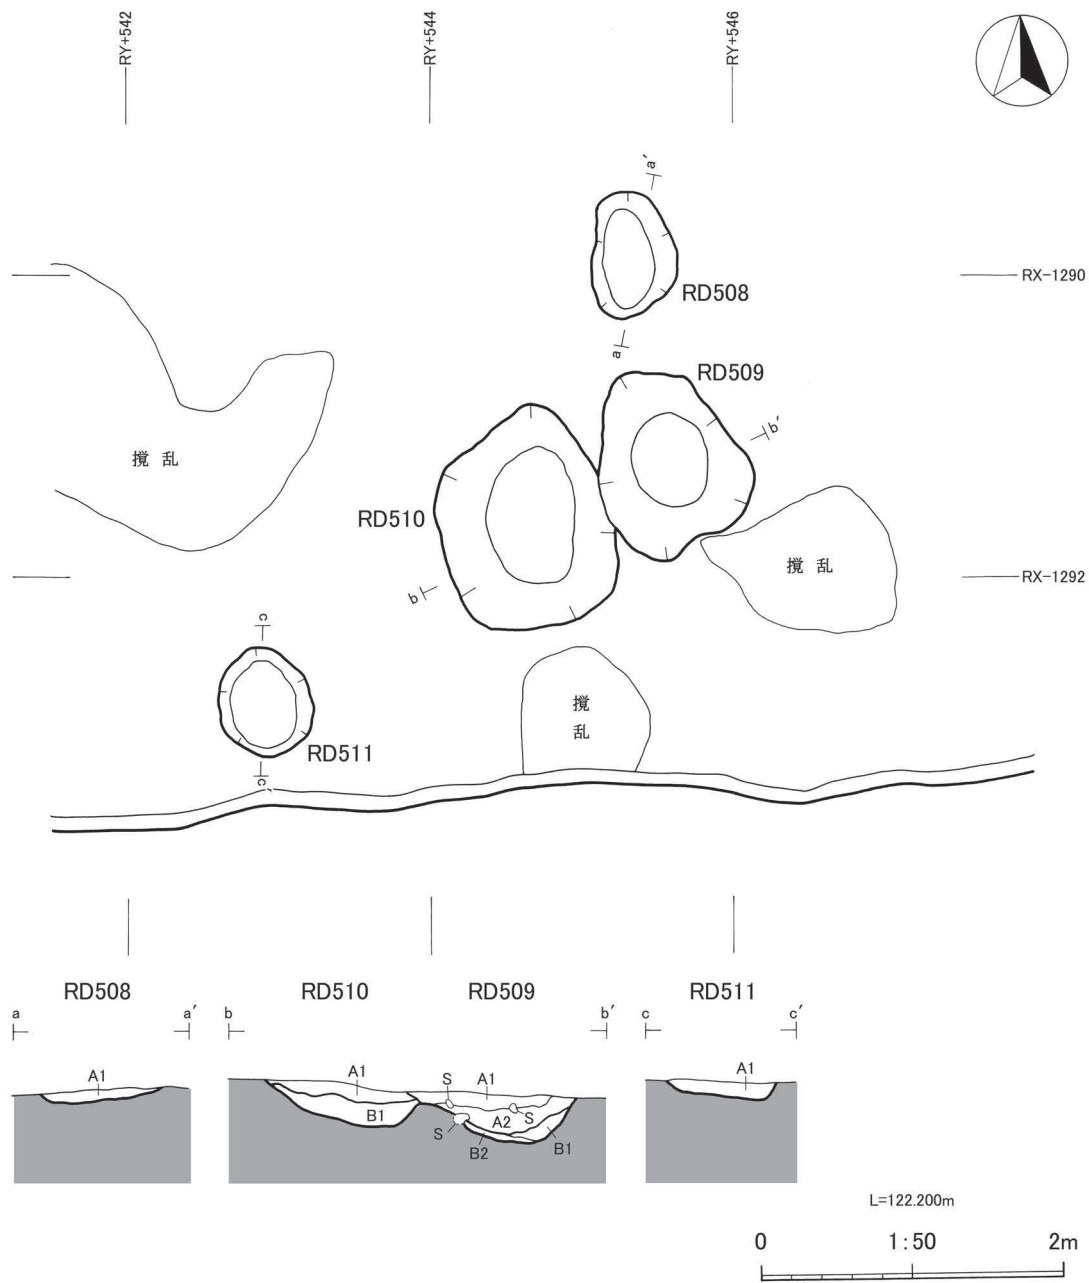 RY+542
RY+544
RY+546
a'
RX-1290
RD508
a
RD509
b'
撹 乱
RD510
撹 乱
RX-1292
b
c
撹
乱
RD511
c'
RD508
RD510
RD509
RD511
a
a'
b
b'
c
c'
A1
A1
S
A1
A1
B1
A2
S
S
B2
B1
L=122.200m
0
1:50
2m